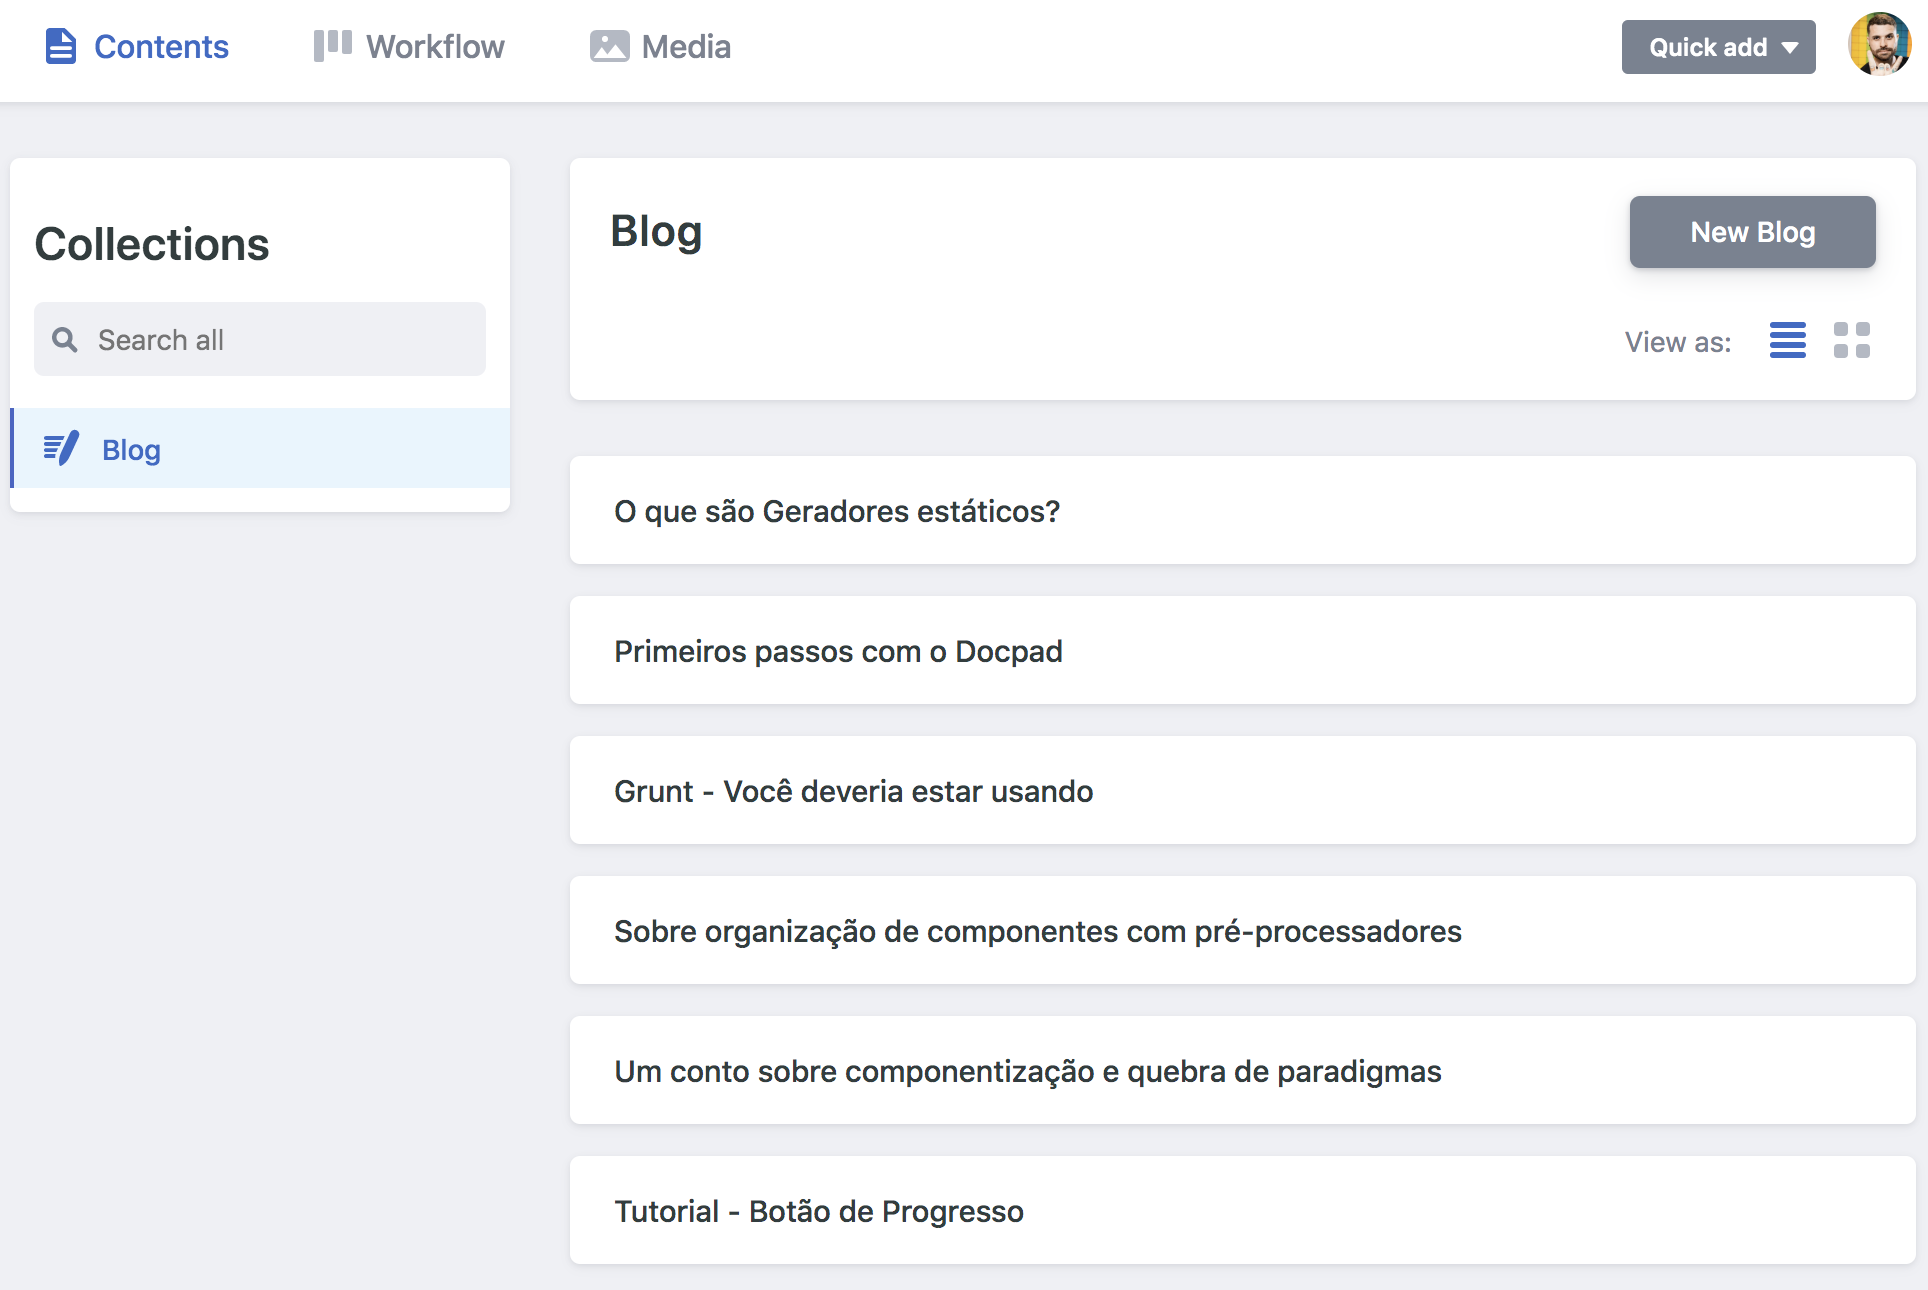 Contents
Workflow
Media
Quick add
Collections
Search all
Blog
Blog
New Blog
View as:
O que são Geradores estáticos?
Primeiros passos com o Docpad
Grunt - Você deveria estar usando
Sobre organização de componentes com pré-processadores
Um conto sobre componentização e quebra de paradigmas
Tutorial - Botão de Progresso